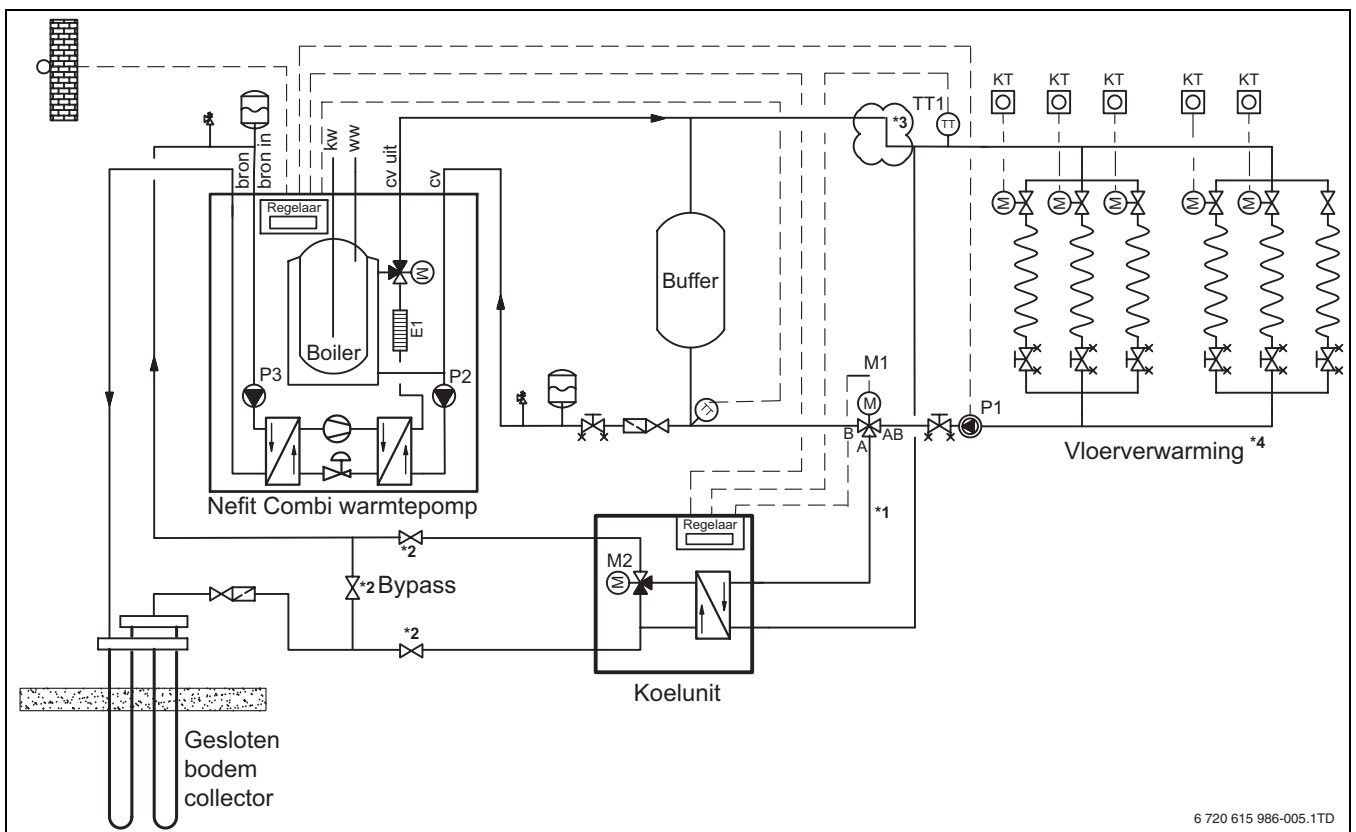 KT KT KT KT KT
TT1
*3
TT
kw
ww
bron
bron in
cv uit
cv
Regelaar
M M M M M
M
Buffer
E1
Boiler
P3
P2
TT
M1
M
B
AB
A
P1
Vloerverwarming *4
Nefit Combi warmtepomp
*1
Regelaar
*2
M2
M
*2 Bypass
*2
Koelunit
Gesloten
bodem
collector
6 720 615 986-005.1TD